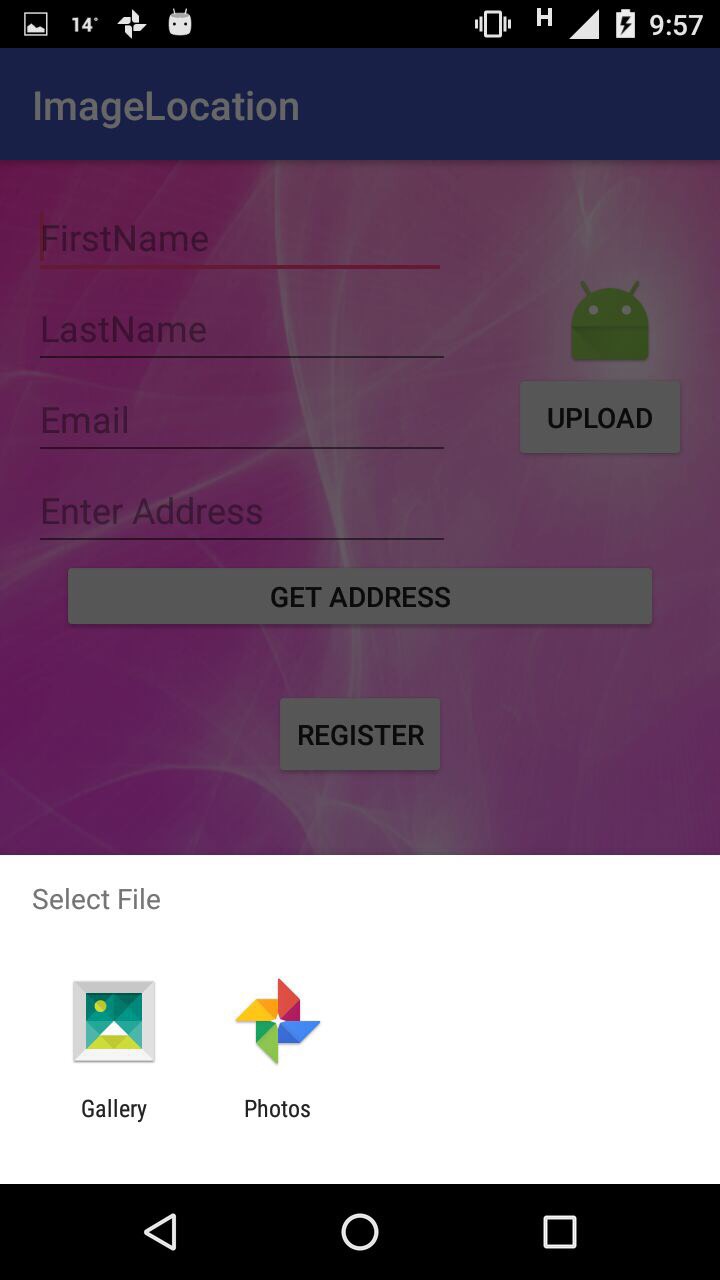 14° H 9:57
ImageLocation
FirstName
LastName
Email
UPLOAD
Enter Address
GET ADDRESS
REGISTER
Select File
Gallery Photos